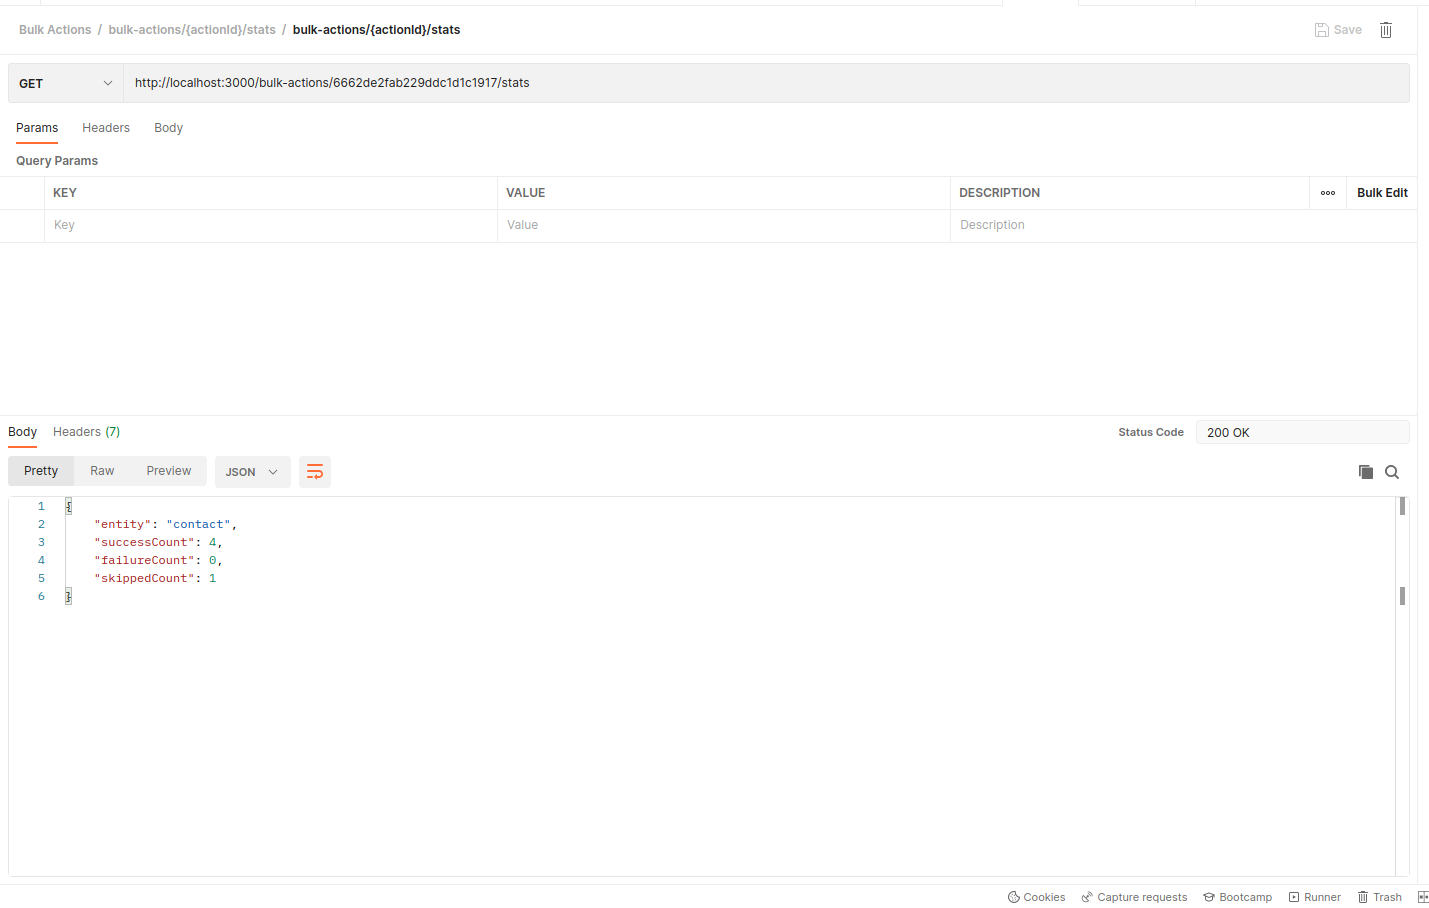 Bulk Actions / bulk-actions/{actionId}/stats / bulk-actions/{actionId}/stats
Save
GET
http://localhost:3000/bulk-actions/6662de2fab229ddc1d1c1917/stats
Params Headers Body
Query Params
KEY VALUE DESCRIPTION Bulk Edit
Key Value Description
Body Headers (7) Status Code 200 OK
Pretty Raw Preview JSON
1 {
2 "entity": "contact",
3 "successCount": 4,
4 "failureCount": 0,
5 "skippedCount": 1
6 }
Cookies Capture requests Bootcamp Runner Trash